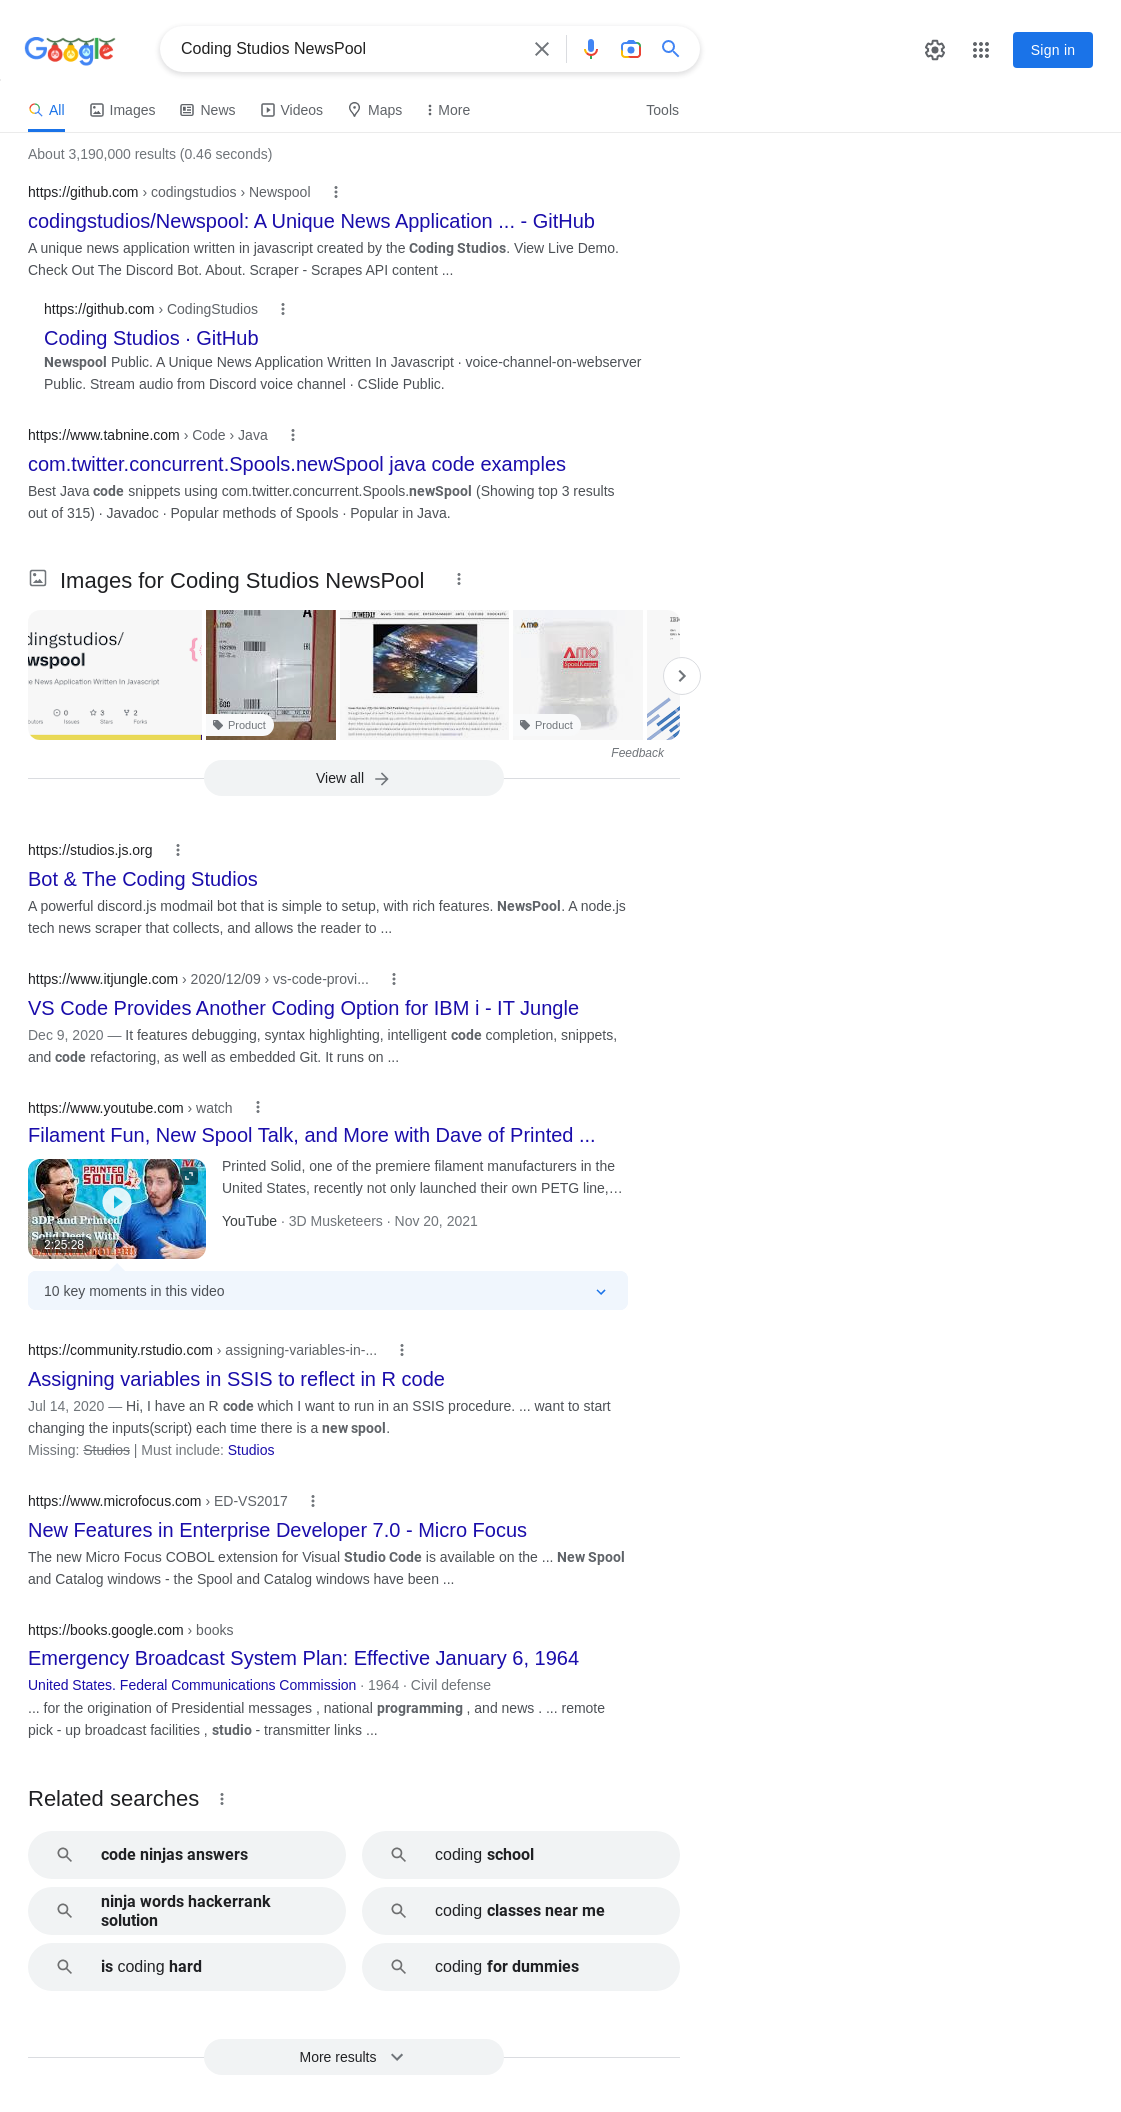 Google
Coding Studios NewsPool
Sign in
All
Images
News
Videos
Maps
More
Tools
About 3,190,000 results (0.46 seconds)
https://github.com › codingstudios › Newspool
codingstudios/Newspool: A Unique News Application ... - GitHub
A unique news application written in javascript created by the Coding Studios. View Live Demo.
Check Out The Discord Bot. About. Scraper - Scrapes API content ...
https://github.com › CodingStudios
Coding Studios · GitHub
Newspool Public. A Unique News Application Written In Javascript · voice-channel-on-webserver
Public. Stream audio from Discord voice channel · CSlide Public.
https://www.tabnine.com › Code › Java
com.twitter.concurrent.Spools.newSpool java code examples
Best Java code snippets using com.twitter.concurrent.Spools.newSpool (Showing top 3 results
out of 315) · Javadoc · Popular methods of Spools · Popular in Java.
Images for Coding Studios NewsPool
dingstudios/
wspool
e News Application Written In Javascript
0
Issues
3
Stars
2
Forks
Product
AMO
SpoolKeeper
Product
Feedback
View all
https://studios.js.org
Bot & The Coding Studios
A powerful discord.js modmail bot that is simple to setup, with rich features. NewsPool. A node.js
tech news scraper that collects, and allows the reader to ...
https://www.itjungle.com › 2020/12/09 › vs-code-provi...
VS Code Provides Another Coding Option for IBM i - IT Jungle
Dec 9, 2020 — It features debugging, syntax highlighting, intelligent code completion, snippets,
and code refactoring, as well as embedded Git. It runs on ...
https://www.youtube.com › watch
Filament Fun, New Spool Talk, and More with Dave of Printed ...
PRINTED
SOLID
3DP and Printed
Solid Deets With
2:25:28
Printed Solid, one of the premiere filament manufacturers in the
United States, recently not only launched their own PETG line,...
YouTube · 3D Musketeers · Nov 20, 2021
10 key moments in this video
https://community.rstudio.com › assigning-variables-in-...
Assigning variables in SSIS to reflect in R code
Jul 14, 2020 — Hi, I have an R code which I want to run in an SSIS procedure. ... want to start
changing the inputs(script) each time there is a new spool.
Missing: Studios | Must include: Studios
https://www.microfocus.com › ED-VS2017
New Features in Enterprise Developer 7.0 - Micro Focus
The new Micro Focus COBOL extension for Visual Studio Code is available on the ... New Spool
and Catalog windows - the Spool and Catalog windows have been ...
https://books.google.com › books
Emergency Broadcast System Plan: Effective January 6, 1964
United States. Federal Communications Commission · 1964 · Civil defense
... for the origination of Presidential messages , national programming , and news . ... remote
pick - up broadcast facilities , studio - transmitter links ...
Related searches
code ninjas answers
coding school
ninja words hackerrank
solution
coding classes near me
is coding hard
coding for dummies
More results